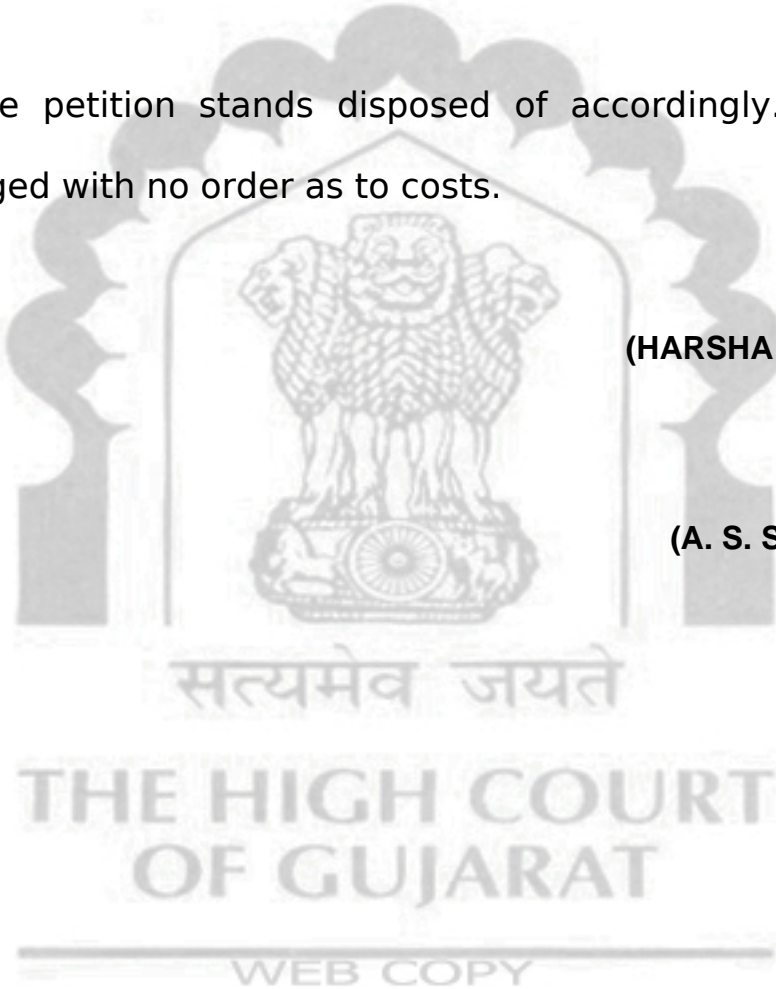 e petition stands disposed of accordingly.
ged with no order as to costs.
(HARSHA
(A. S. S
सत्यमेव जयते
THE HIGH COURT
OF GUJARAT
WEB COPY